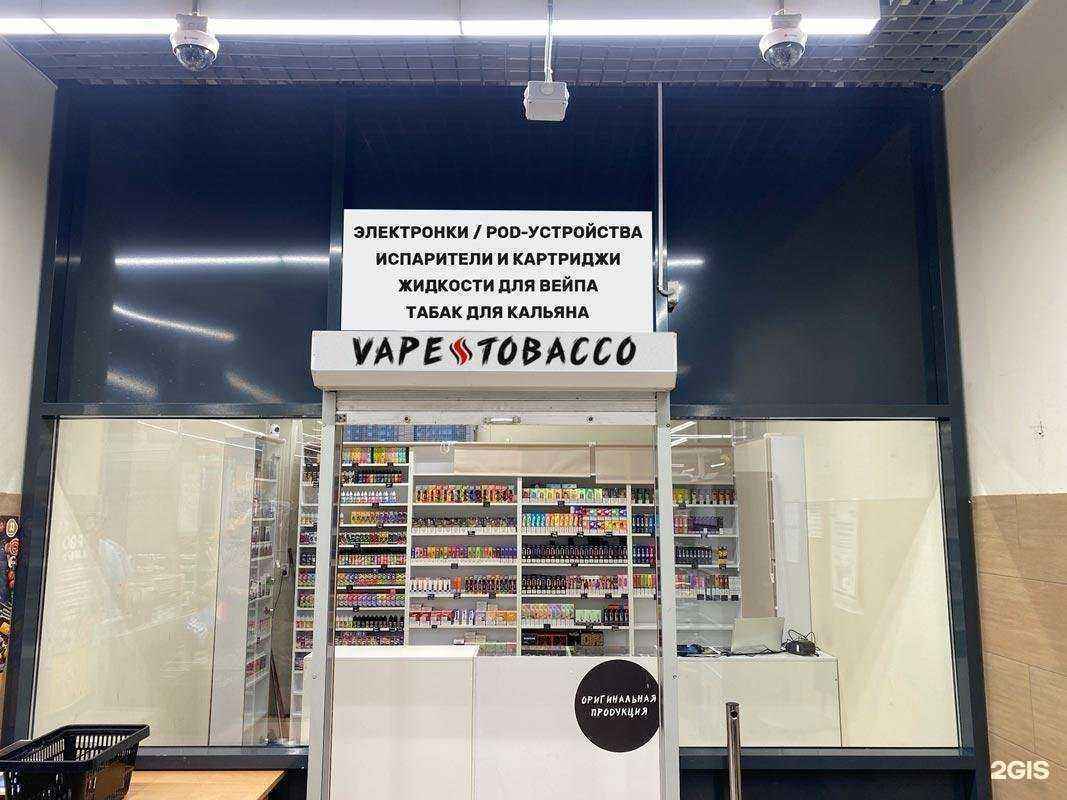 ЭЛЕКТРОНКИ / POD-УСТРОЙСТВА
ИСПАРИТЕЛИ И КАРТРИДЖИ
ЖИДКОСТИ ДЛЯ ВЕЙПА
ТАБАК ДЛЯ КАЛЬЯНА
VAPE TOBACCO
ОРИГИНАЛЬНАЯ
ПРОДУКЦИЯ
2GIS